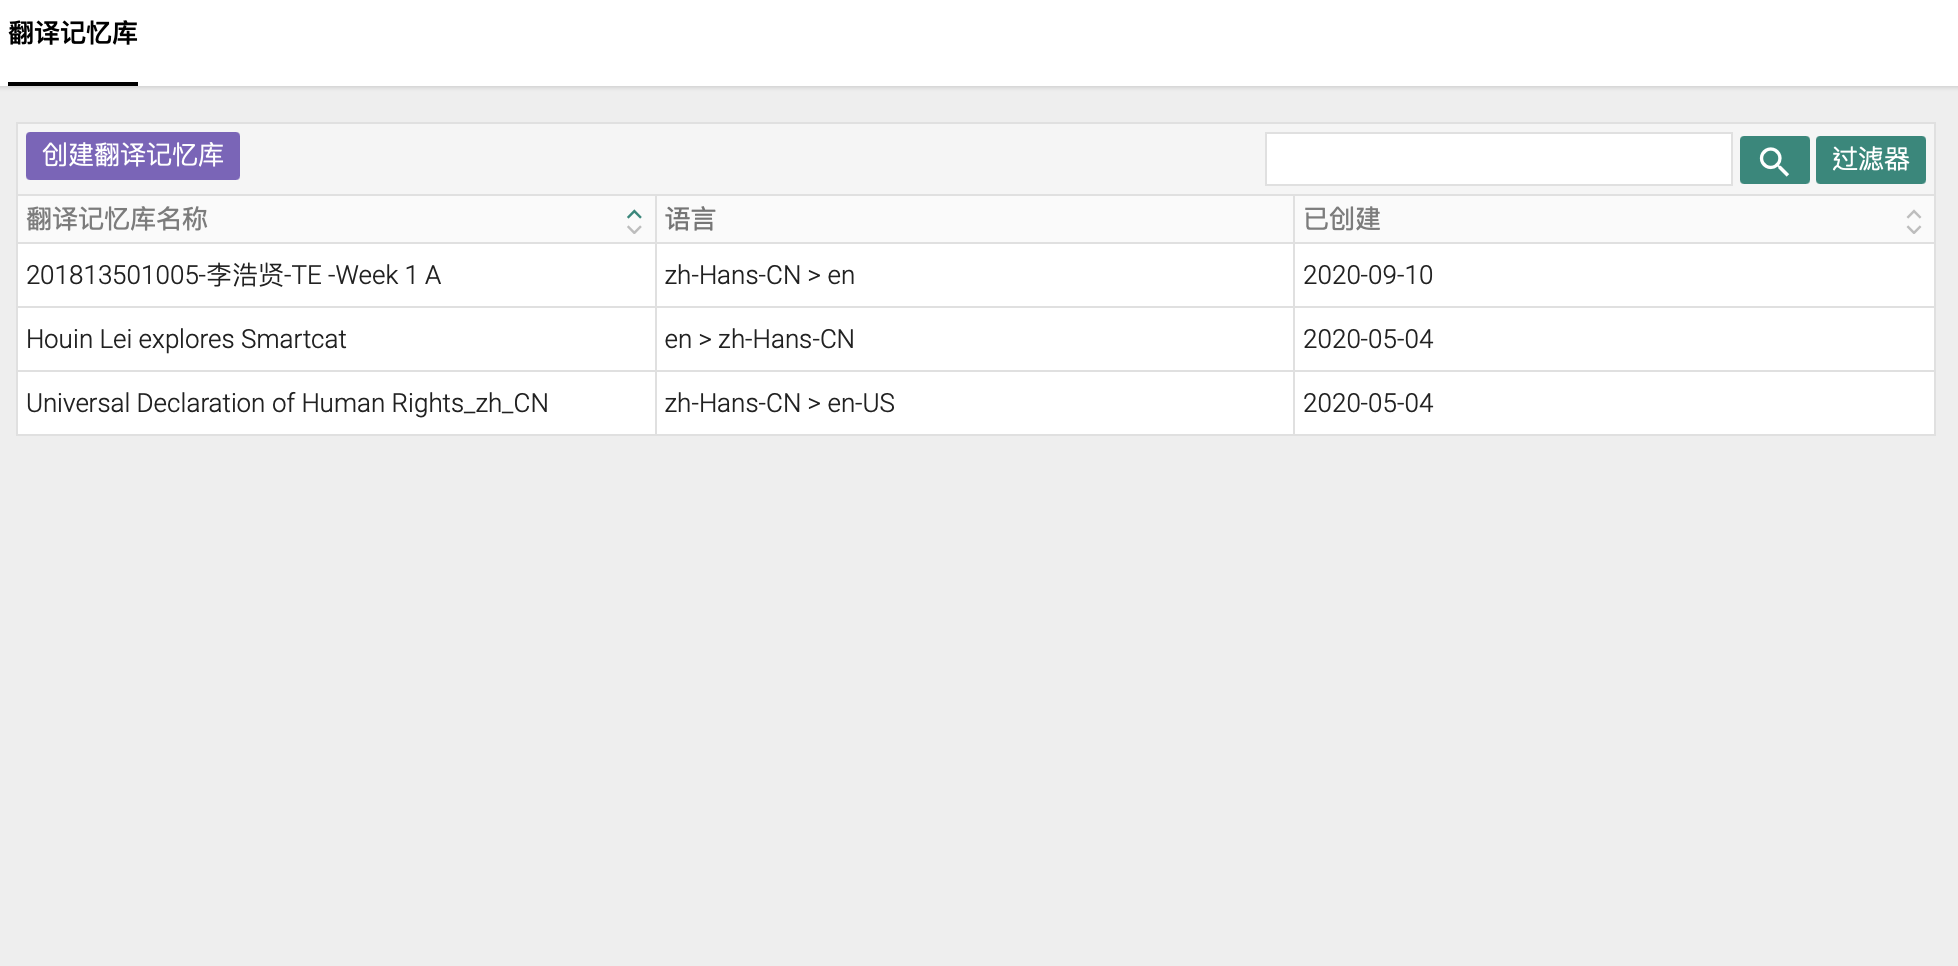 翻译记忆库
创建翻译记忆库 过滤器
翻译记忆库名称 语言 已创建
201813501005-李浩贤-TE -Week 1 A zh-Hans-CN > en 2020-09-10
Houin Lei explores Smartcat en > zh-Hans-CN 2020-05-04
Universal Declaration of Human Rights_zh_CN zh-Hans-CN > en-US 2020-05-04